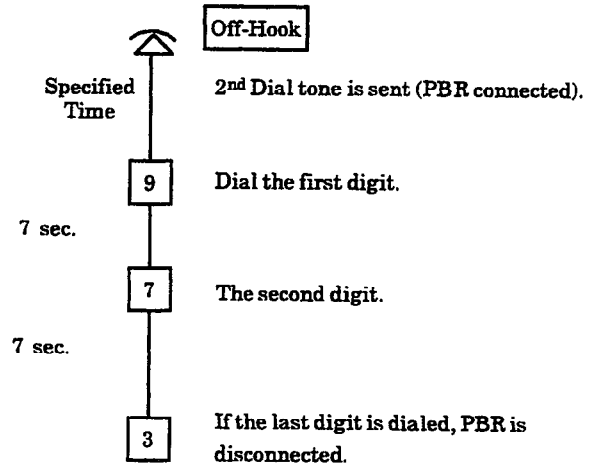 Off-Hook
Specified
Time
2nd Dial tone is sent (PBR connected).
9
Dial the first digit.
7 sec.
7
The second digit.
7 sec.
3
If the last digit is dialed, PBR is
disconnected.